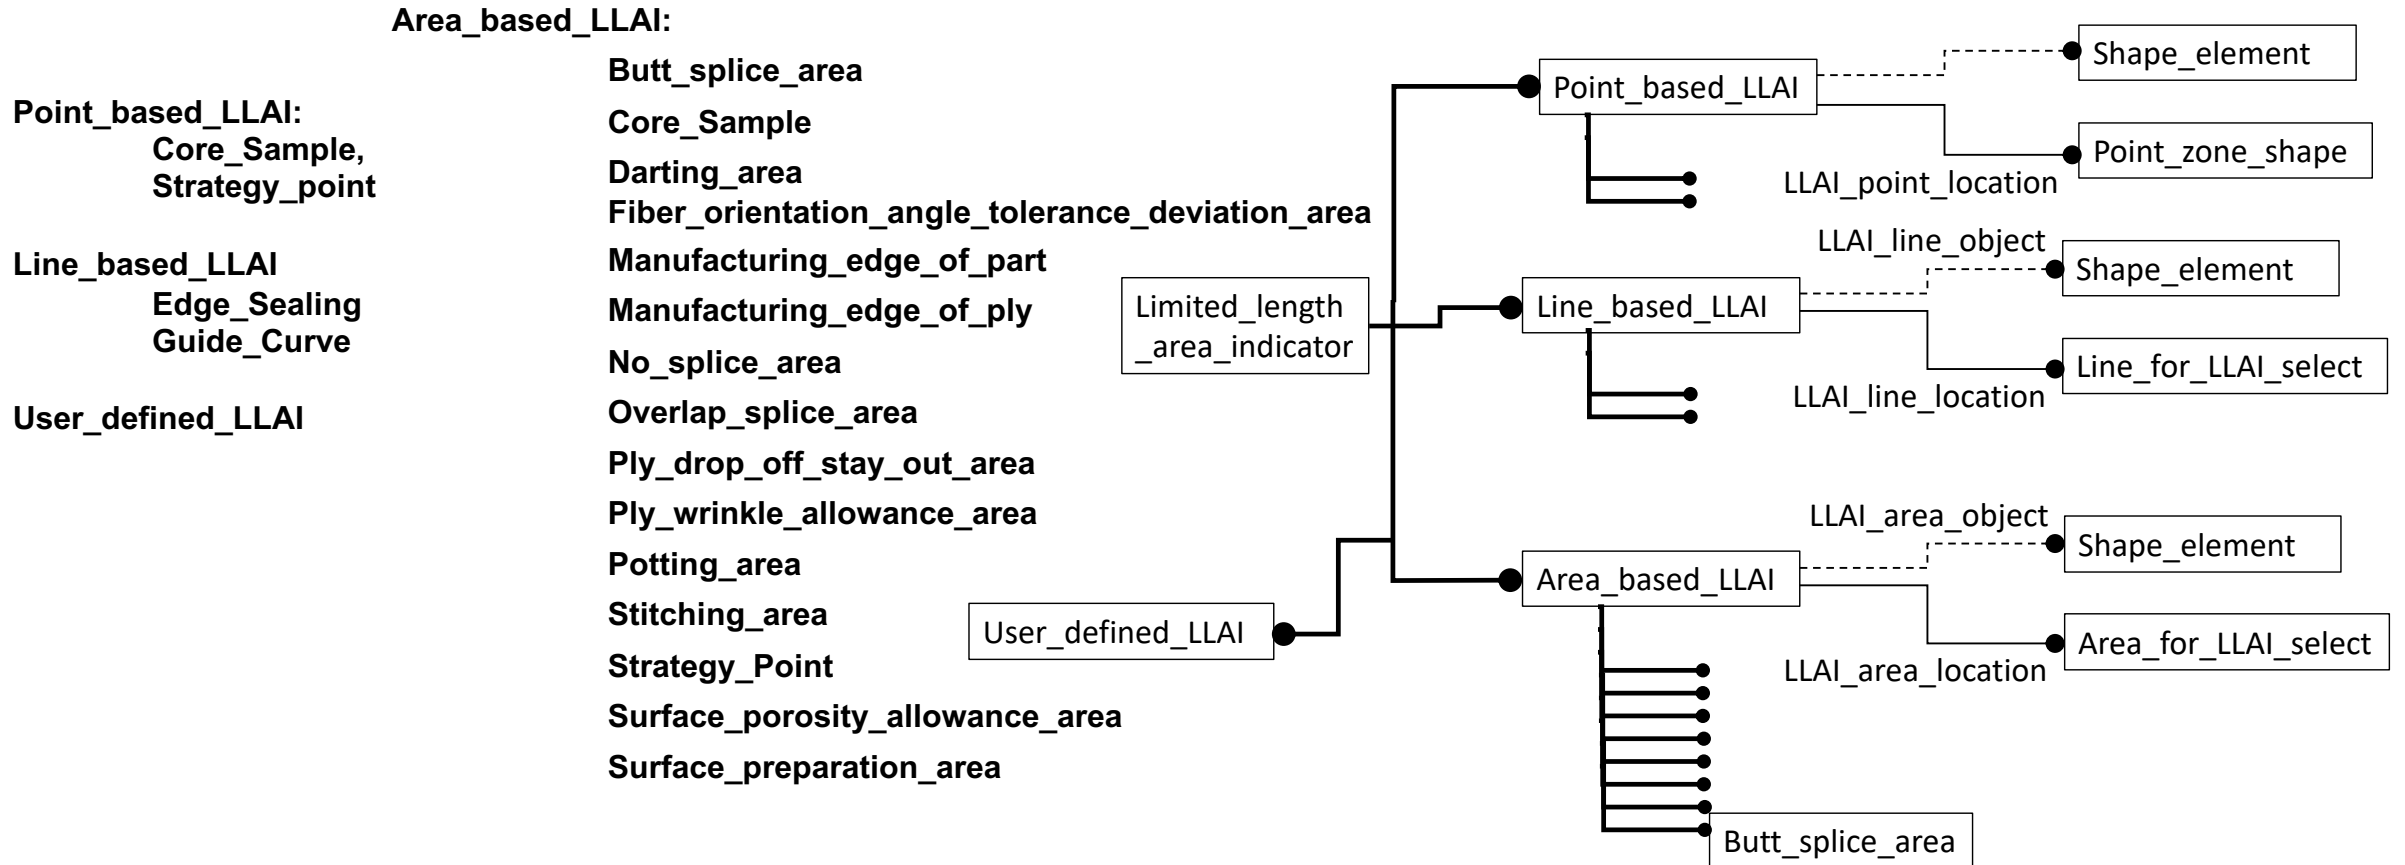 Area_based_LLAI:
Butt_splice_area
Core_Sample
Darting_area
Fiber_orientation_angle_tolerance_deviation_area
Manufacturing_edge_of_part
Manufacturing_edge_of_ply
No_splice_area
Overlap_splice_area
Ply_drop_off_stay_out_area
Ply_wrinkle_allowance_area
Potting_area
Stitching_area
Strategy_Point
Surface_porosity_allowance_area
Surface_preparation_area
Point_based_LLAI:
Core_Sample,
Strategy_point
Line_based_LLAI
Edge_Sealing
Guide_Curve
User_defined_LLAI
Limited_length
_area_indicator
User_defined_LLAI
Point_based_LLAI
Shape_element
Point_zone_shape
LLAI_point_location
LLAI_line_object
Line_based_LLAI
Shape_element
Line_for_LLAI_select
LLAI_line_location
LLAI_area_object
Area_based_LLAI
Shape_element
Area_for_LLAI_select
LLAI_area_location
Butt_splice_area